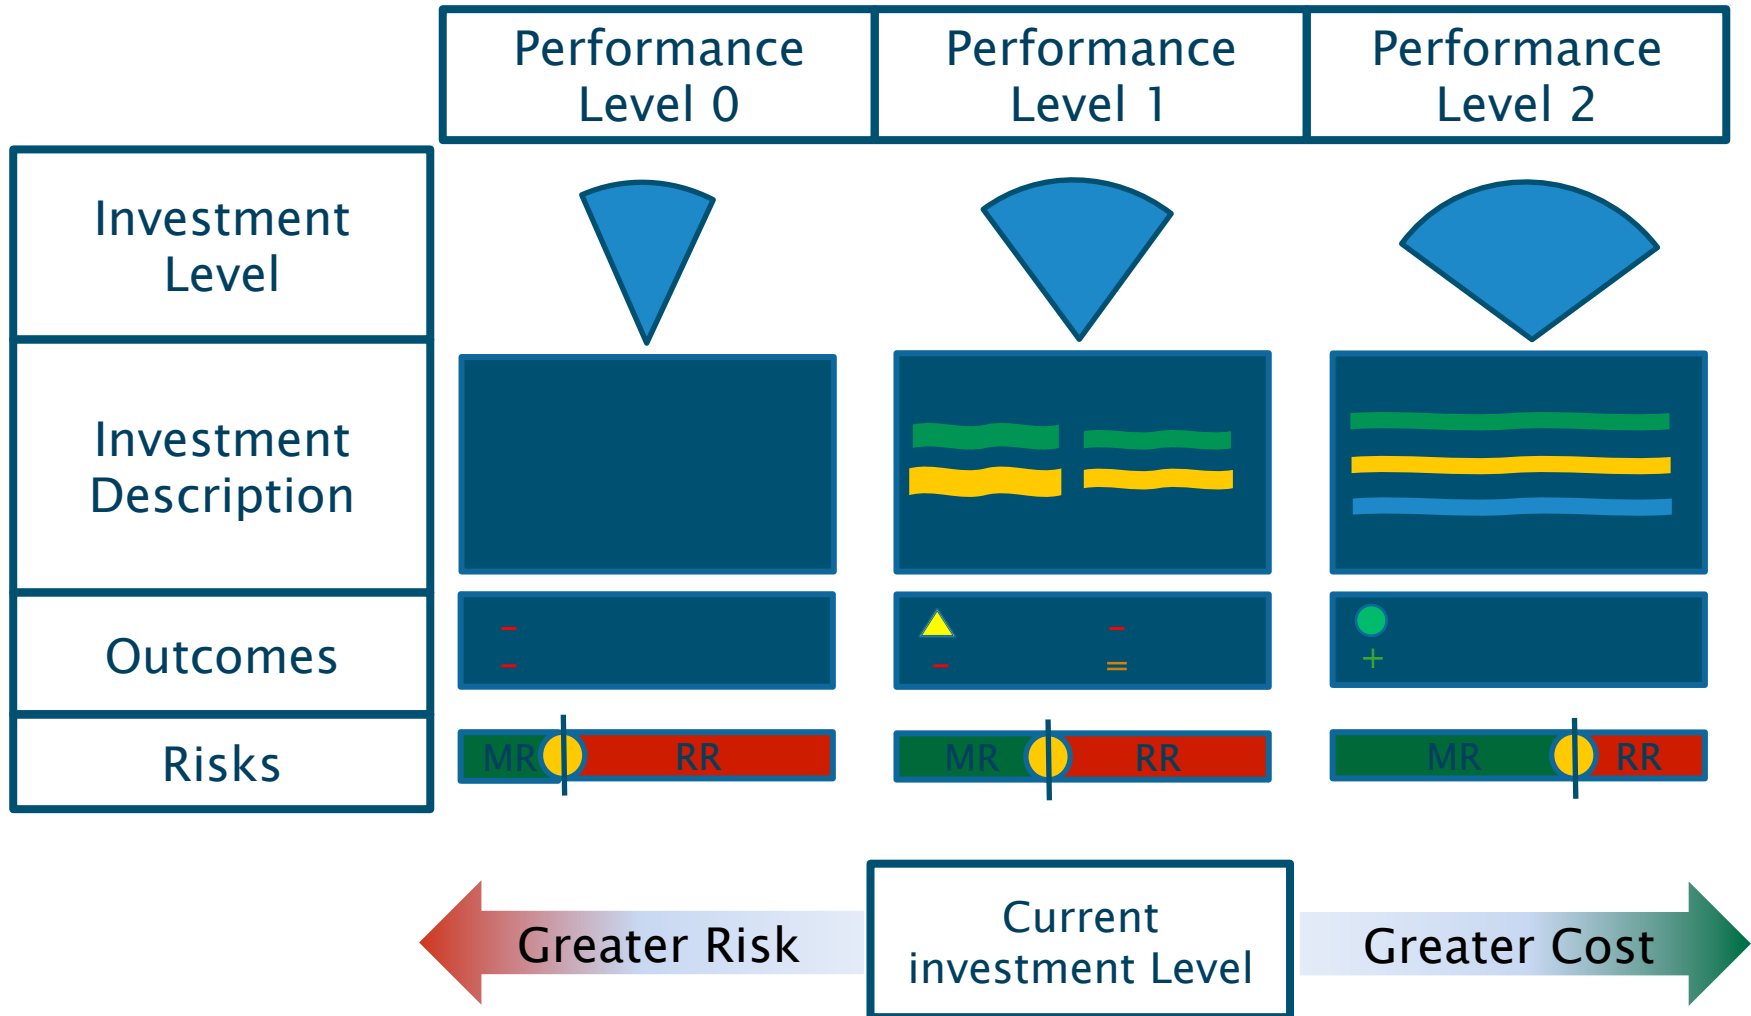 Performance
Level 0
Performance
Level 1
Performance
Level 2
Investment
Level
Investment
Description
Outcomes
–
–
–
–
=
+
Risks
MR
RR
MR
RR
MR
RR
Greater Risk
Current
investment Level
Greater Cost